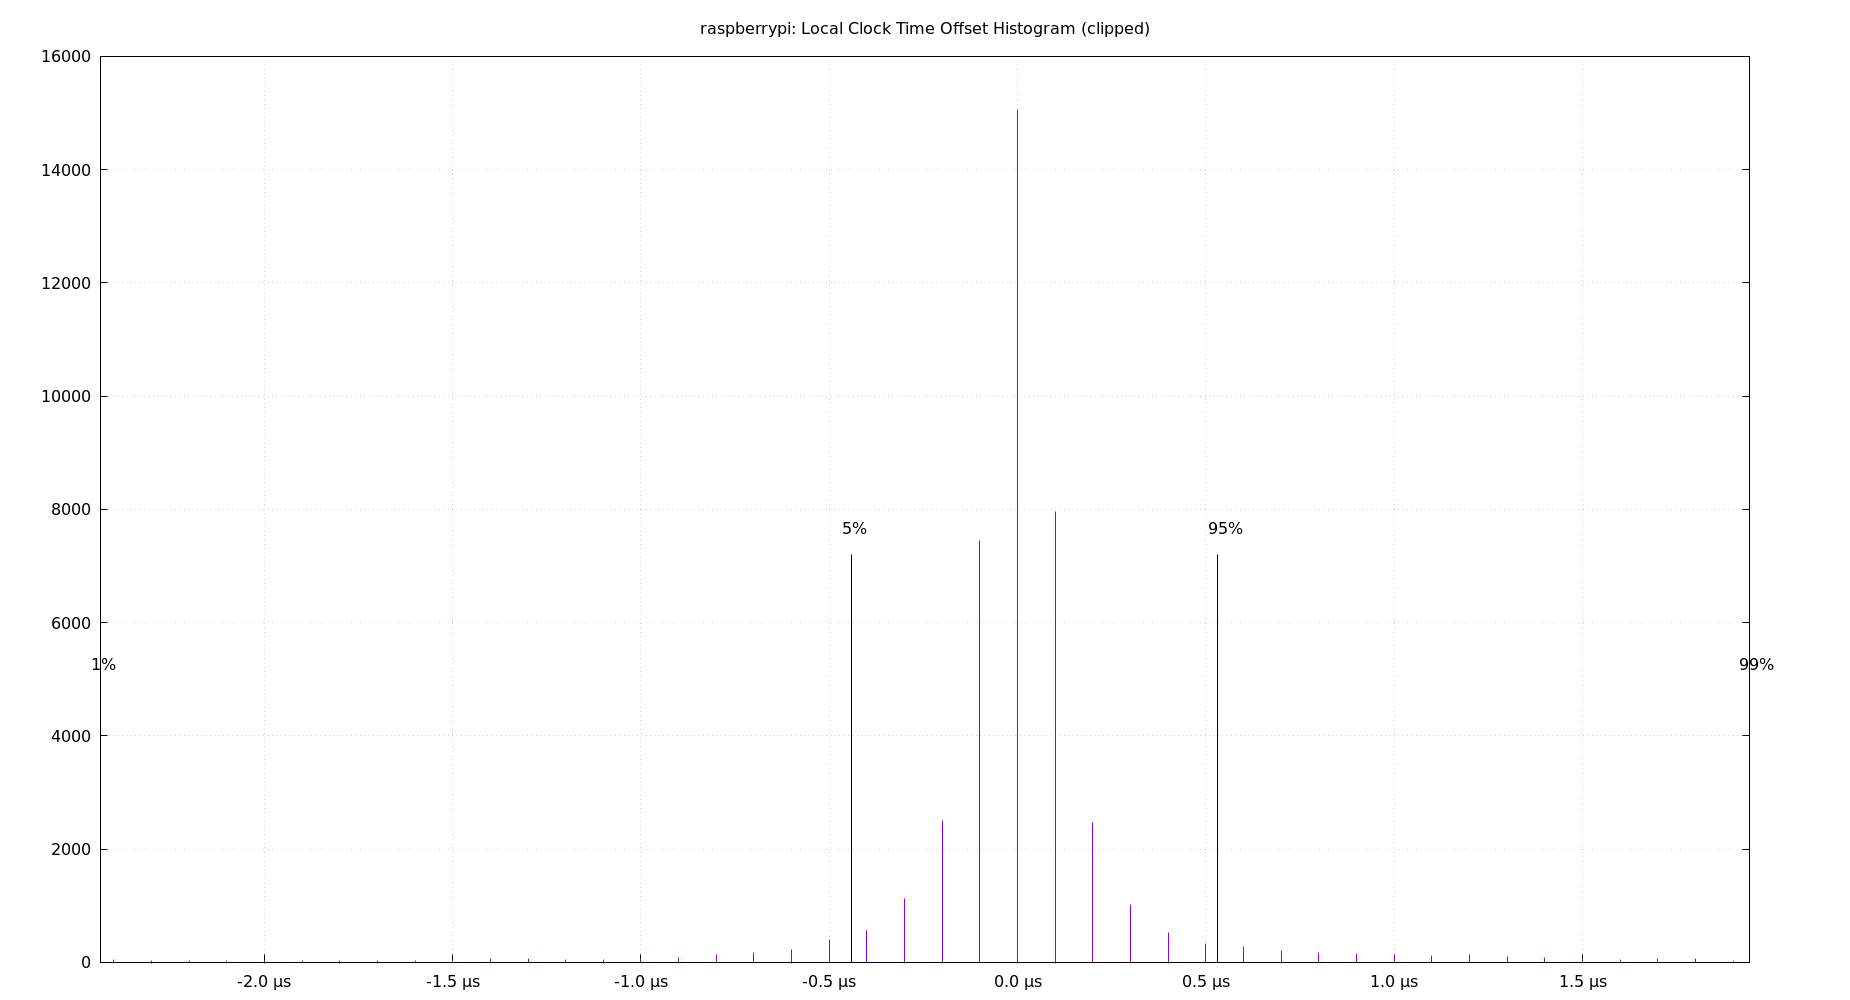 raspberrypi: Local Clock Time Offset Histogram (clipped)
16000
14000
12000
10000
8000
5%
95%
6000
1%
99%
4000
2000
0
-2.0 µs
-1.5 µs
-1.0 µs
-0.5 µs
0.0 µs
0.5 µs
1.0 µs
1.5 µs